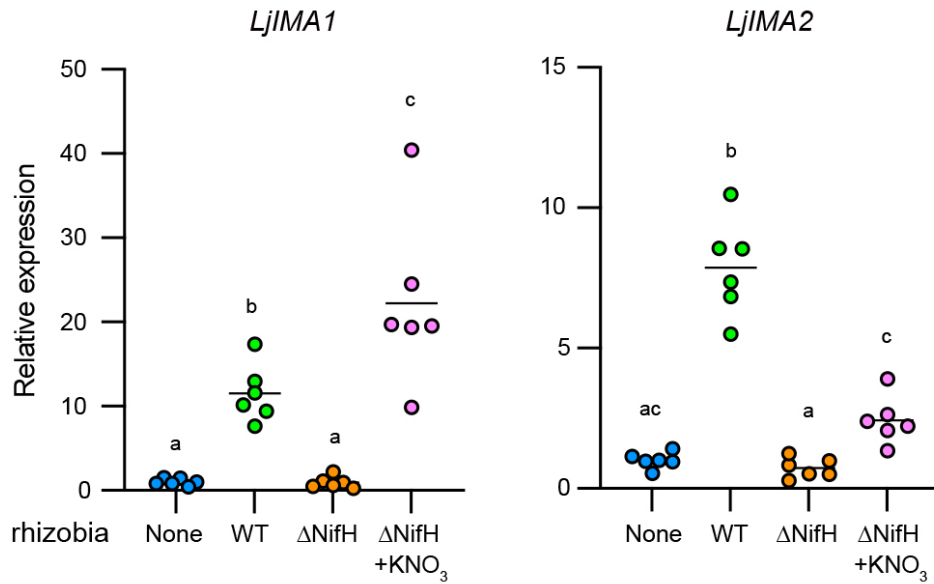 LjIMA1
LjIMA2
Relative expression
50
40
30
20
10
0
a
b
a
c
rhizobia
None
WT
ΔNifH
ΔNifH
+KNO₃
15
10
5
0
ac
b
a
c
None
WT
ΔNifH
ΔNifH
+KNO₃